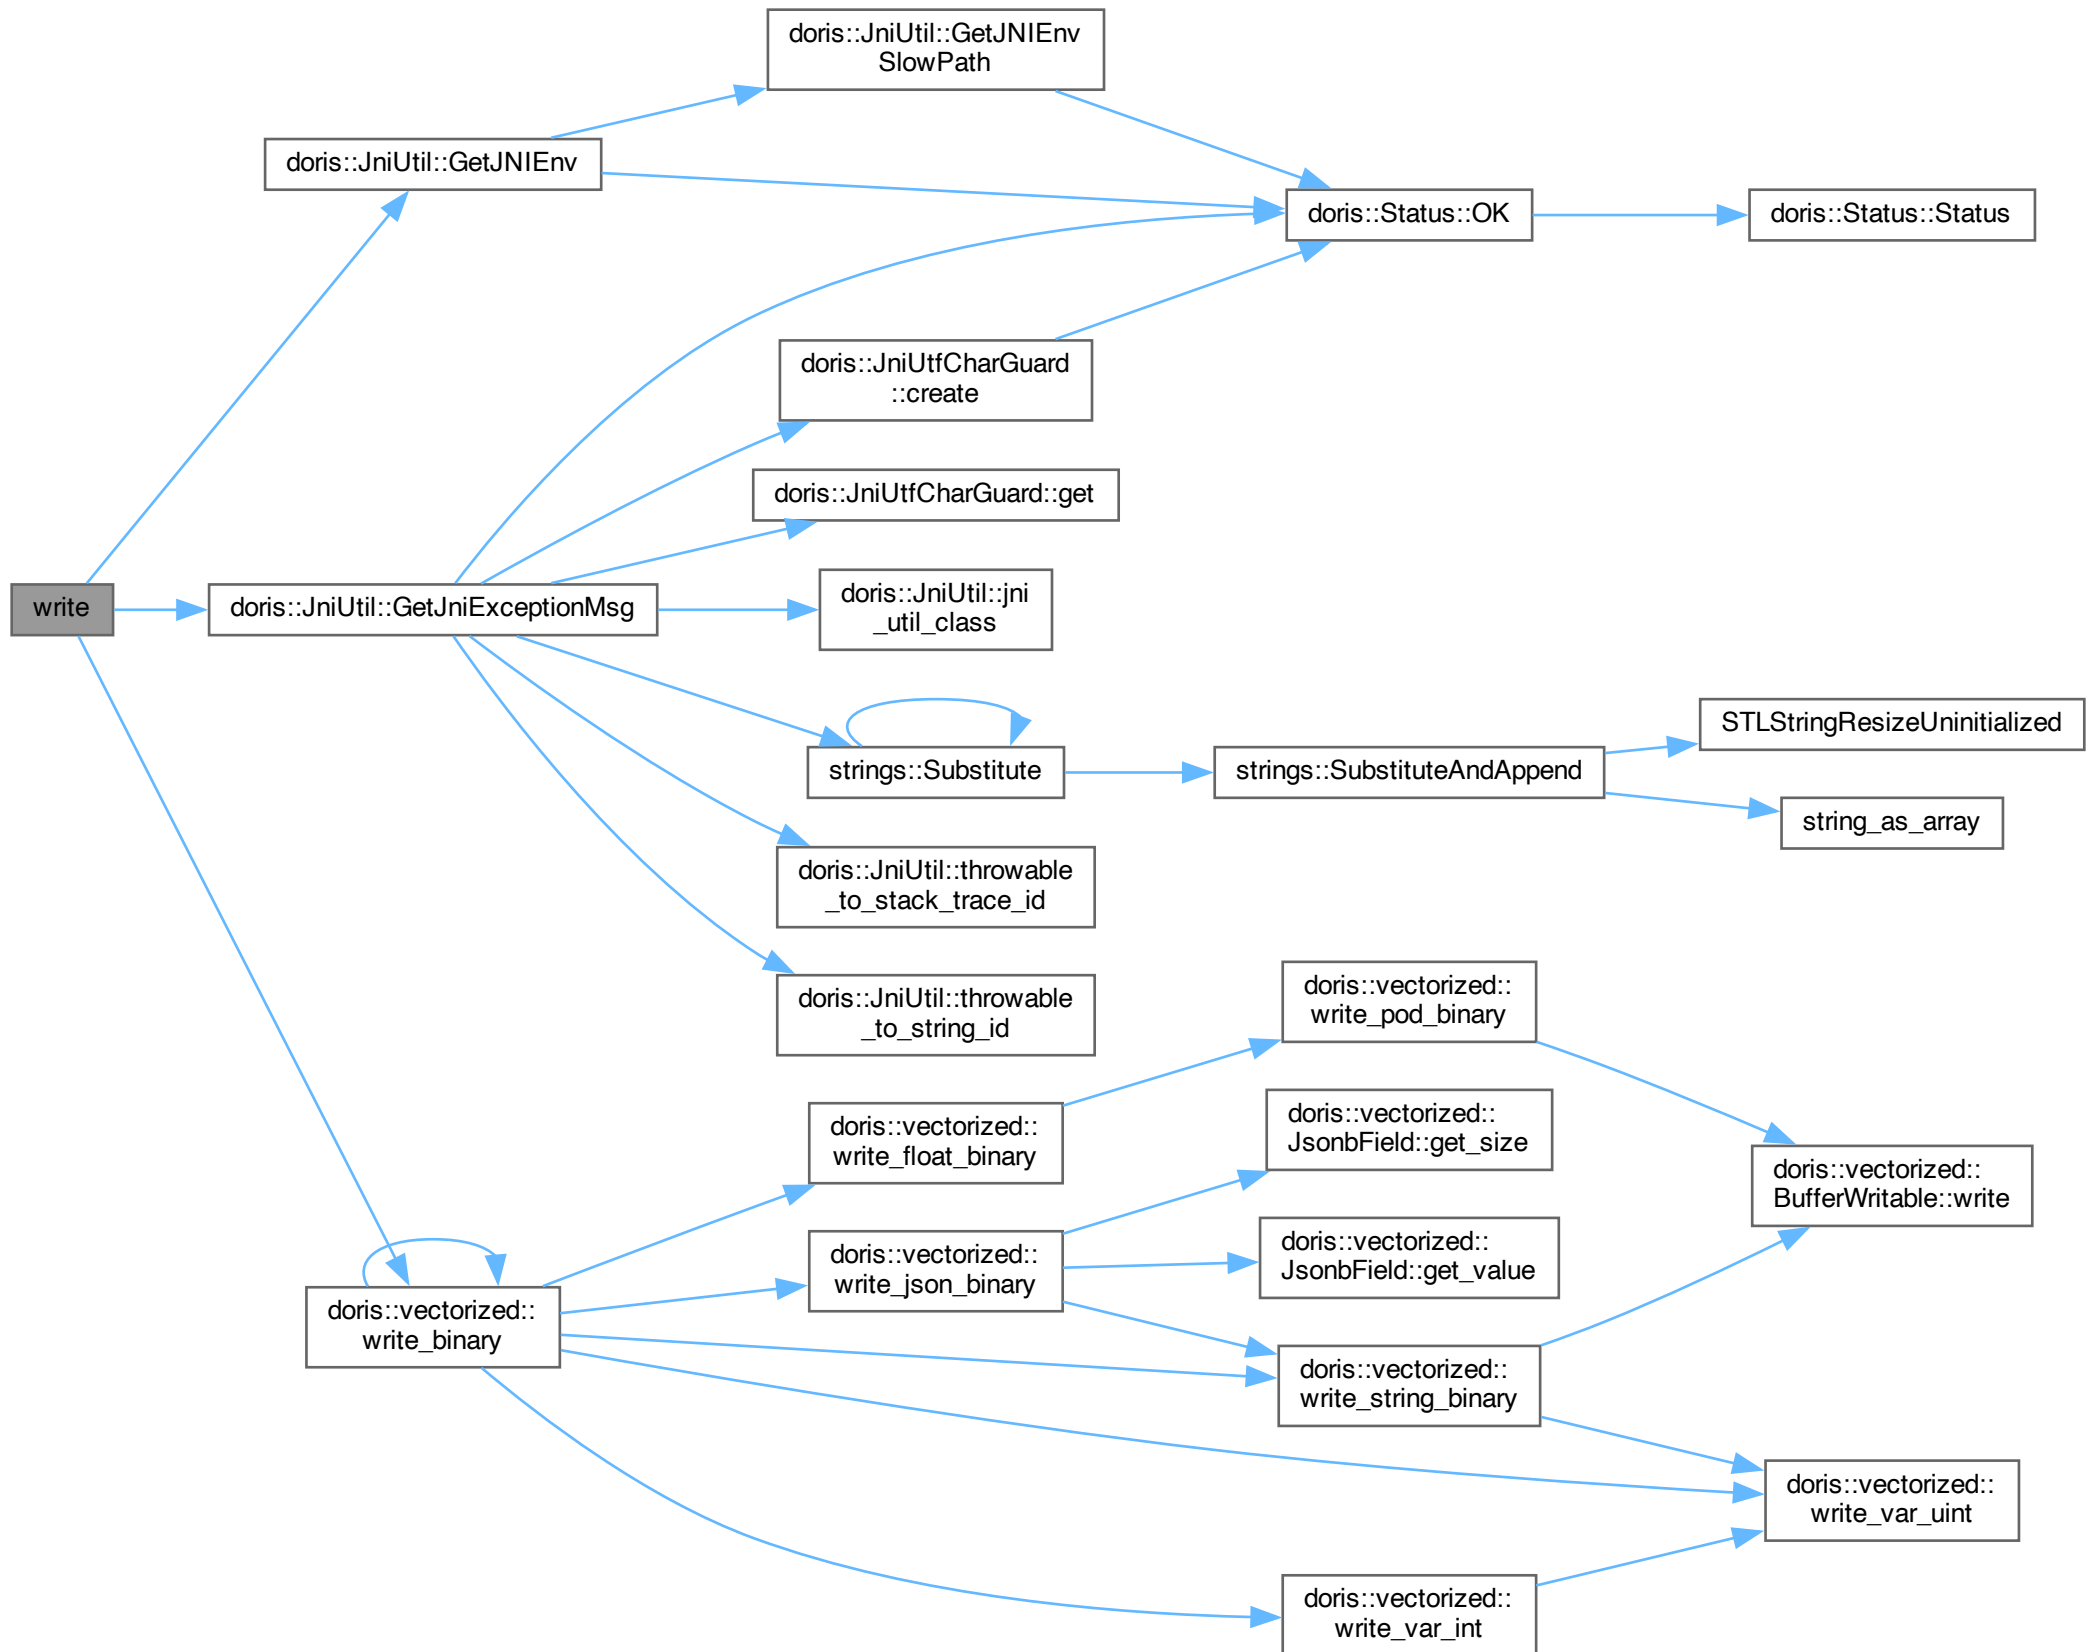 doris::JniUtil::GetJNIEnv
SlowPath
doris::JniUtil::GetJNIEnv
doris::Status::OK
doris::Status::Status
doris::JniUtfCharGuard
::create
doris::JniUtfCharGuard::get
write
doris::JniUtil::GetJniExceptionMsg
doris::JniUtil::jni
_util_class
strings::Substitute
strings::SubstituteAndAppend
STLStringResizeUninitialized
string_as_array
doris::JniUtil::throwable
_to_stack_trace_id
doris::JniUtil::throwable
_to_string_id
doris::vectorized::
write_pod_binary
doris::vectorized::
write_float_binary
doris::vectorized::
JsonbField::get_size
doris::vectorized::
BufferWritable::write
doris::vectorized::
write_json_binary
doris::vectorized::
JsonbField::get_value
doris::vectorized::
write_binary
doris::vectorized::
write_string_binary
doris::vectorized::
write_var_uint
doris::vectorized::
write_var_int